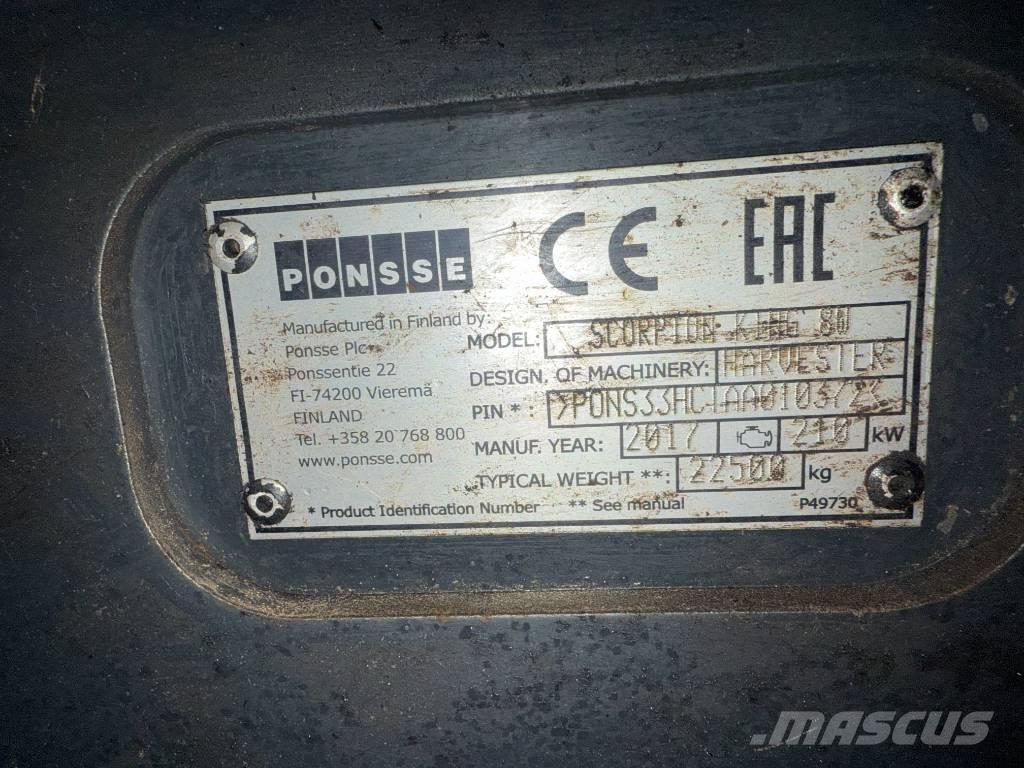 PONSSE CE EAC
Manufactured in Finland by:
Ponsse Plc
Ponssentie 22
FI-74200 Vieremä
FINLAND
Tel. +358 20 768 800
www.ponsse.com
MODEL: SCORPION KING 80
DESIGN. OF MACHINERY: HARVESTER
PIN * :
MANUF. YEAR: 2017 210 kW
TYPICAL WEIGHT **: 22500 kg
* Product Identification Number ** See manual P49730
MASCUS